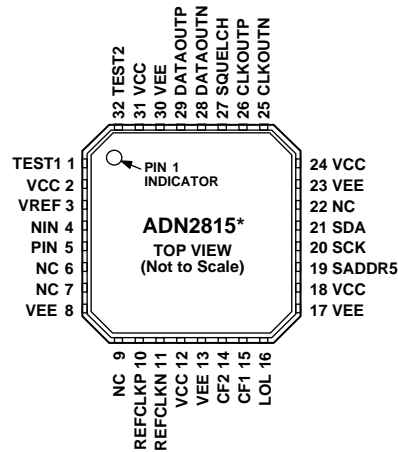 32 TEST2
31 VCC
30 VEE
29 DATAOUTP
28 DATAOUTN
27 SQUELCH
26 CLKOUTP
25 CLKOUTN
TEST1 1
VCC 2
VREF 3
NIN 4
PIN 5
NC 6
NC 7
VEE 8
PIN 1
INDICATOR
ADN2815*
TOP VIEW
(Not to Scale)
24 VCC
23 VEE
22 NC
21 SDA
20 SCK
19 SADDR5
18 VCC
17 VEE
NC 9
REFCLKP 10
REFCLKN 11
VCC 12
VEE 13
CF2 14
CF1 15
LOL 16